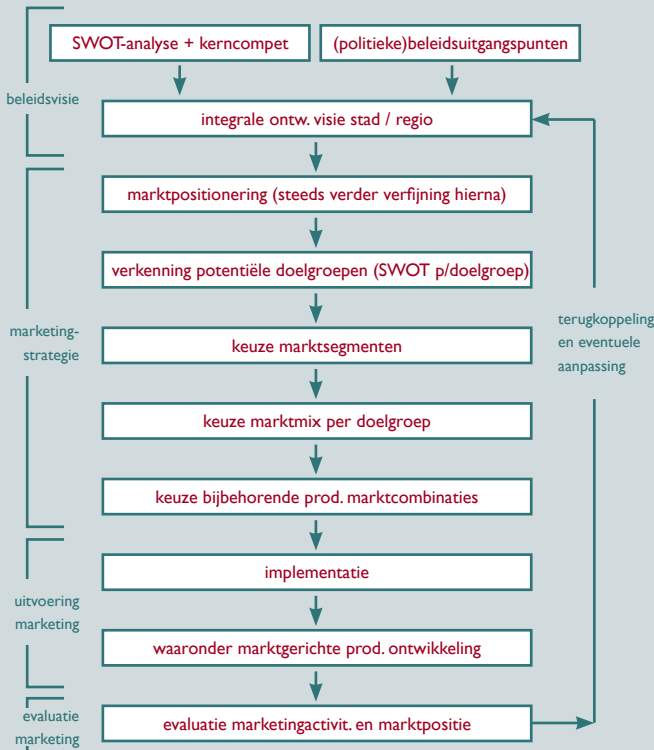 SWOT-analyse + kerncompet
(politieke)beleidsuitgangspunten
beleidsvisie
integrale ontw. visie stad / regio
marktpositionering (steeds verder verfijning hierna)
verkenning potentiële doelgroepen (SWOT p/doelgroep)
marketing-
strategie
keuze marktsegmenten
terugkoppeling
en eventuele
aanpassing
keuze marktmix per doelgroep
keuze bijbehorende prod. marktcombinaties
uitvoering
marketing
implementatie
waaronder marktgerichte prod. ontwikkeling
evaluatie
marketing
evaluatie marketingactivit. en marktpositie